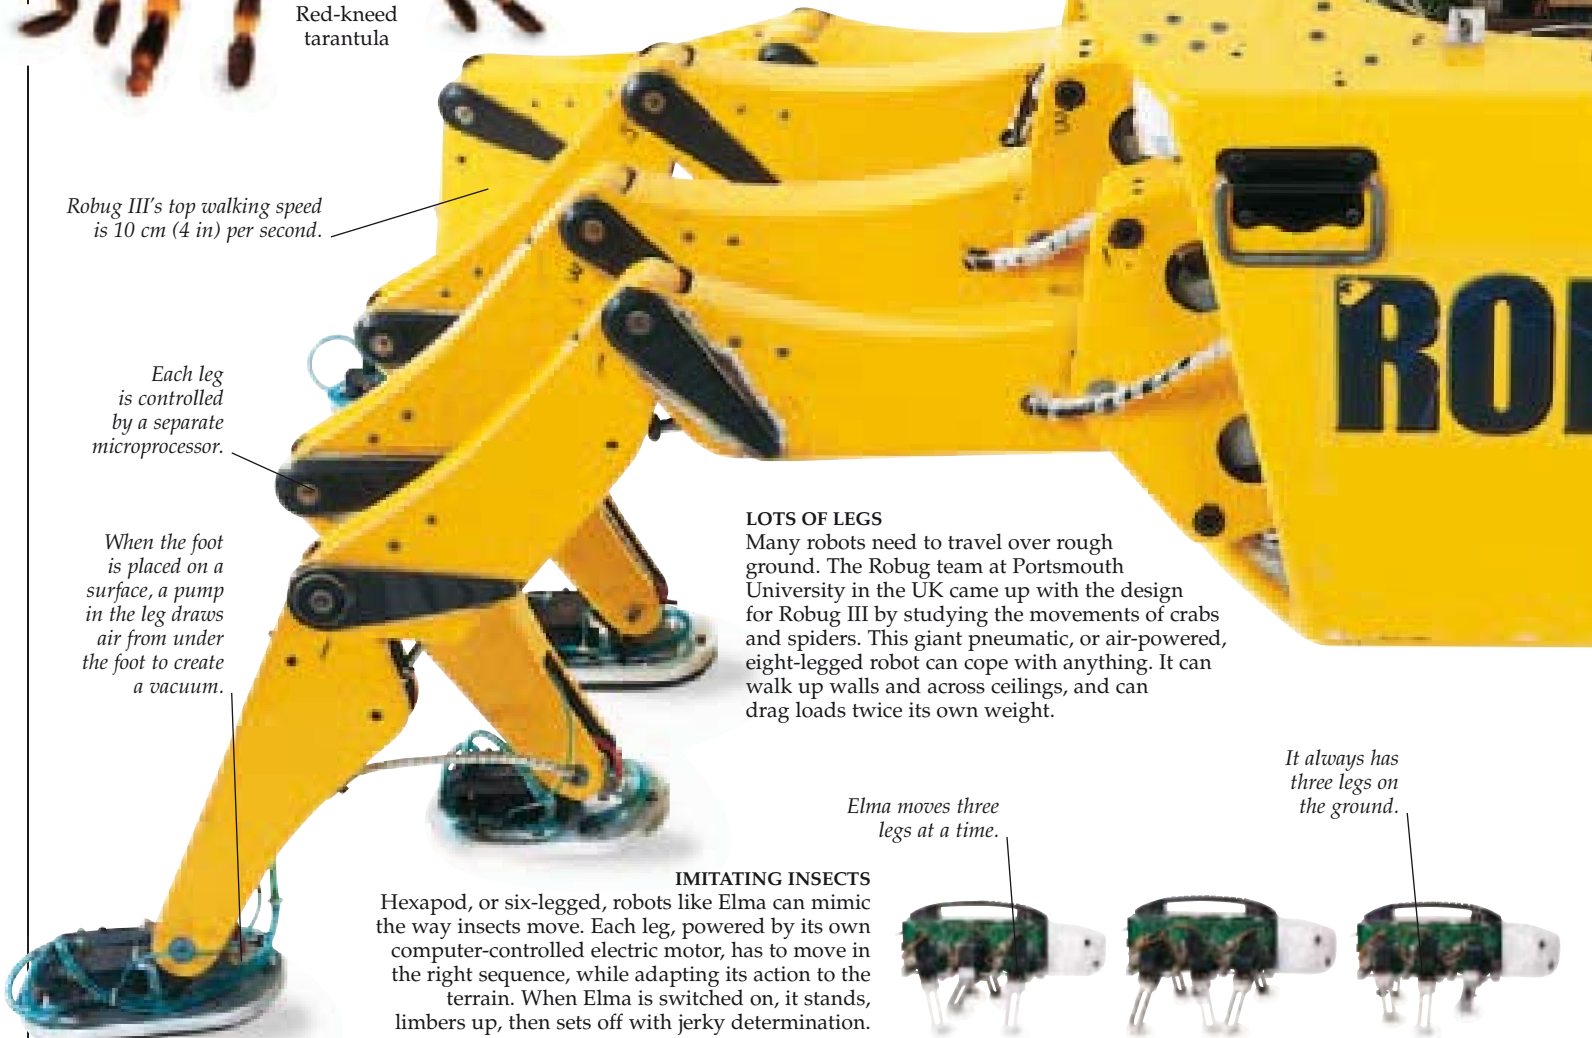 Red-kneed
tarantula
Robug III's top walking speed
is 10 cm (4 in) per second.
Each leg
is controlled
by a separate
microprocessor.
When the foot
is placed on a
surface, a pump
in the leg draws
air from under
the foot to create
a vacuum.
RO
LOTS OF LEGS
Many robots need to travel over rough
ground. The Robug team at Portsmouth
University in the UK came up with the design
for Robug III by studying the movements of crabs
and spiders. This giant pneumatic, or air-powered,
eight-legged robot can cope with anything. It can
walk up walls and across ceilings, and can
drag loads twice its own weight.
It always has
three legs on
the ground.
Elma moves three
legs at a time.
IMITATING INSECTS
Hexapod, or six-legged, robots like Elma can mimic
the way insects move. Each leg, powered by its own
computer-controlled electric motor, has to move in
the right sequence, while adapting its action to the
terrain. When Elma is switched on, it stands,
limbers up, then sets off with jerky determination.